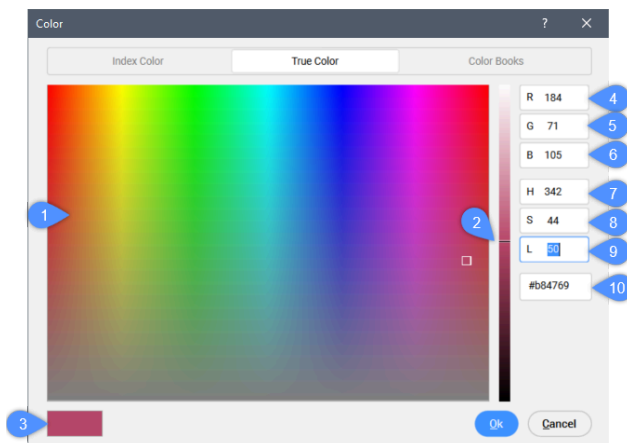 Color ? ×
Index Color True Color Color Books
R 184 4
G 71 5
B 105 6
H 342 7
1
2
S 44 8
L 50 9
#b84769 10
3
Ok Cancel